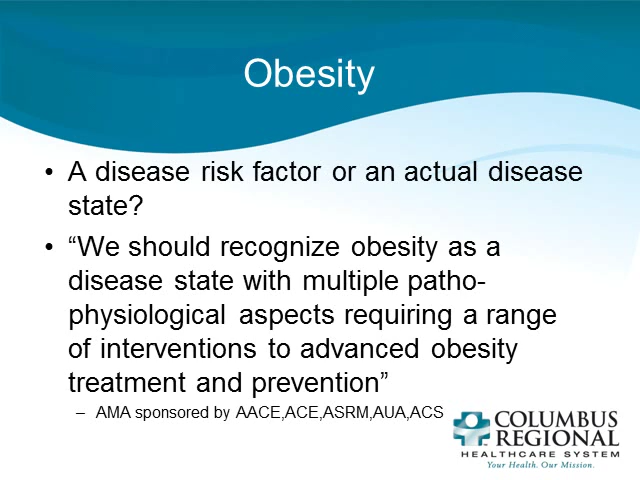 Obesity
• A disease risk factor or an actual disease
state?
• “We should recognize obesity as a
disease state with multiple patho-
physiological aspects requiring a range
of interventions to advanced obesity
treatment and prevention”
– AMA sponsored by AACE,ACE,ASRM,AUA,ACS
COLUMBUS
REGIONAL
HEALTHCARE SYSTEM
Your Health. Our Mission.